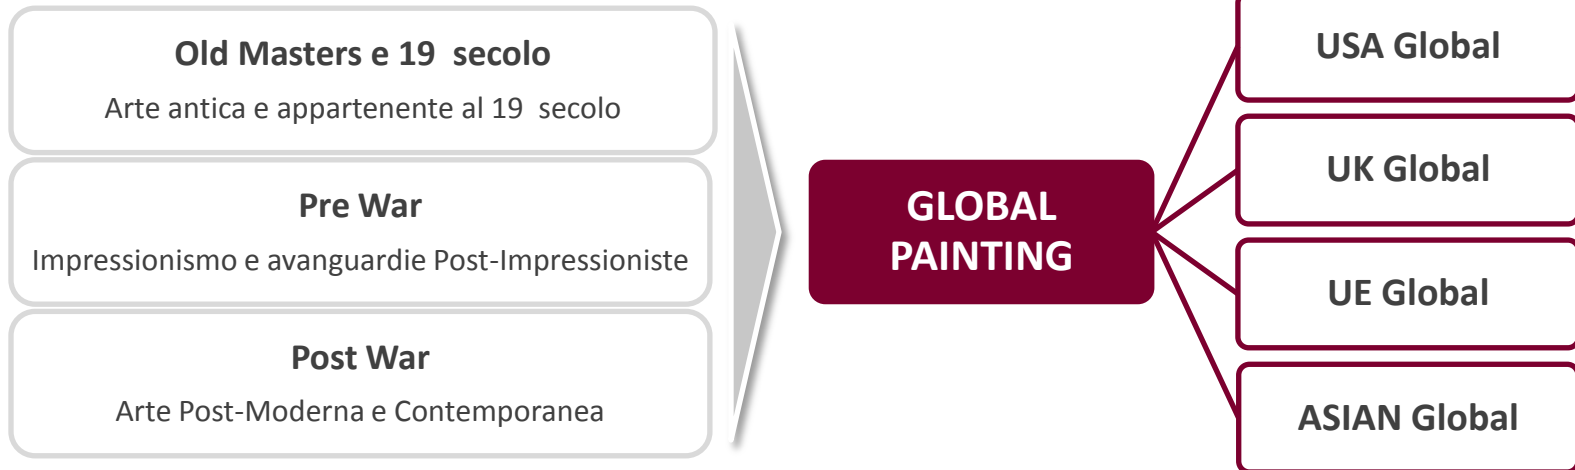 Old Masters e 19 secolo
Arte antica e appartenente al 19 secolo
Pre War
Impressionismo e avanguardie Post-Impressioniste
Post War
Arte Post-Moderna e Contemporanea
GLOBAL
PAINTING
USA Global
UK Global
UE Global
ASIAN Global